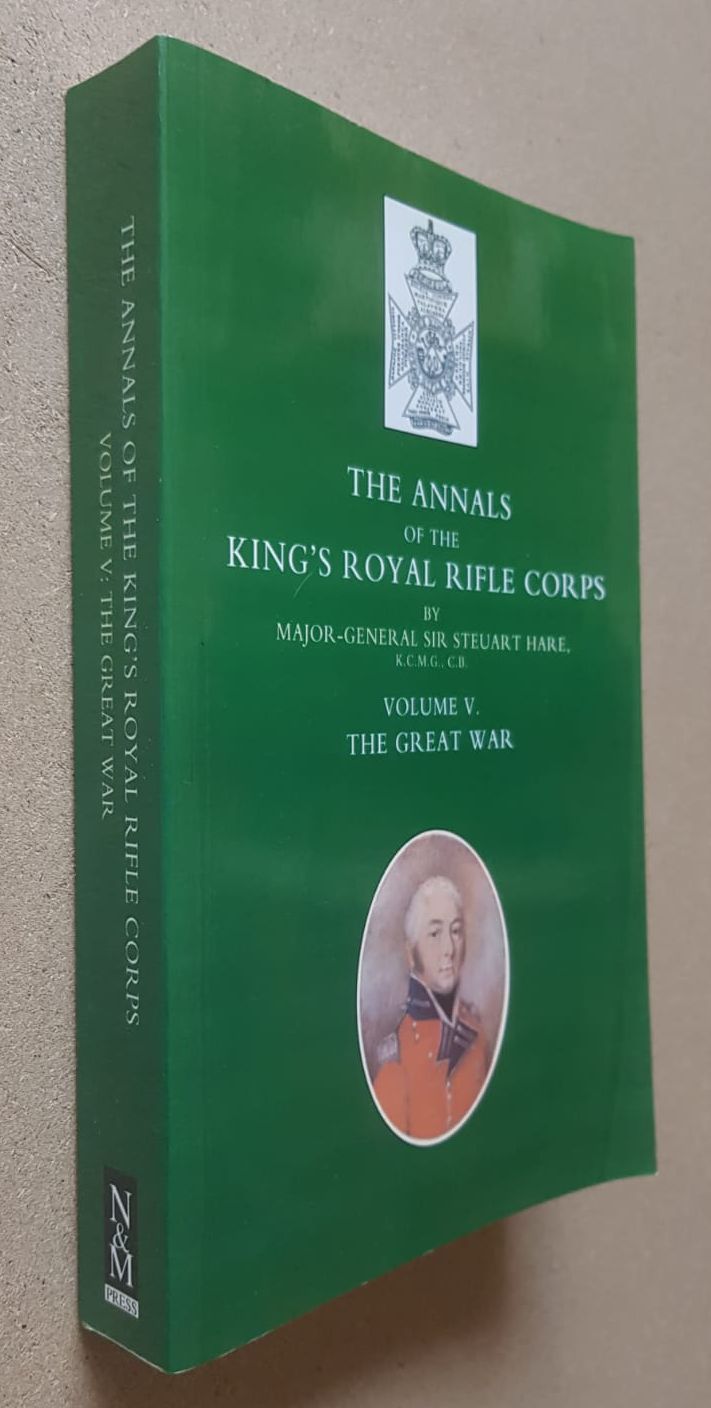 THE ANNALS
OF THE
KING'S ROYAL RIFLE CORPS
BY
MAJOR-GENERAL SIR STEUART HARE,
K.C.M.G., C.B.
VOLUME V.
THE GREAT WAR
THE ANNALS OF THE KING'S ROYAL RIFLE CORPS
VOLUME V: THE GREAT WAR
N
&
M
PRESS